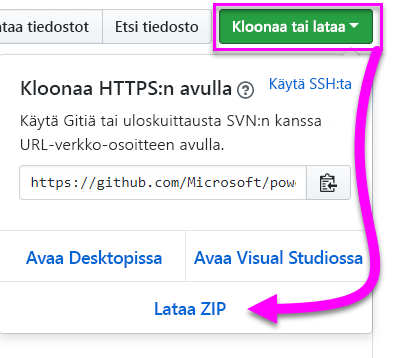 taa tiedostot
Etsi tiedosto
Kloonaa tai lataa
Kloonaa HTTPS:n avulla
Käytä SSH:ta
Käytä Gitiä tai uloskuittausta SVN:n kanssa
URL-verkko-osoitteen avulla.
https://github.com/Microsoft/pow
Avaa Desktopissa
Avaa Visual Studiossa
Lataa ZIP